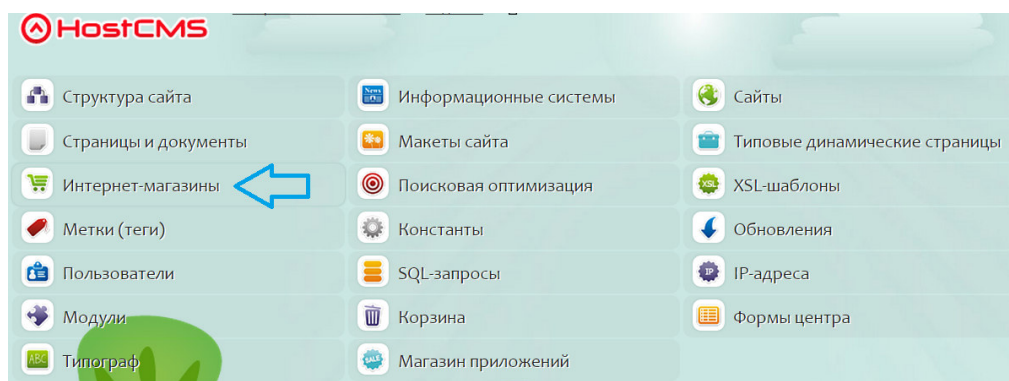 HostCMS
Структура сайта
Информационные системы
Сайты
Страницы и документы
Макеты сайта
Типовые динамические страницы
Интернет-магазины
Поисковая оптимизация
XSL-шаблоны
Метки (теги)
Константы
Обновления
Пользователи
SQL-запросы
IP-адреса
Модули
Корзина
Формы центра
Типограф
Магазин приложений